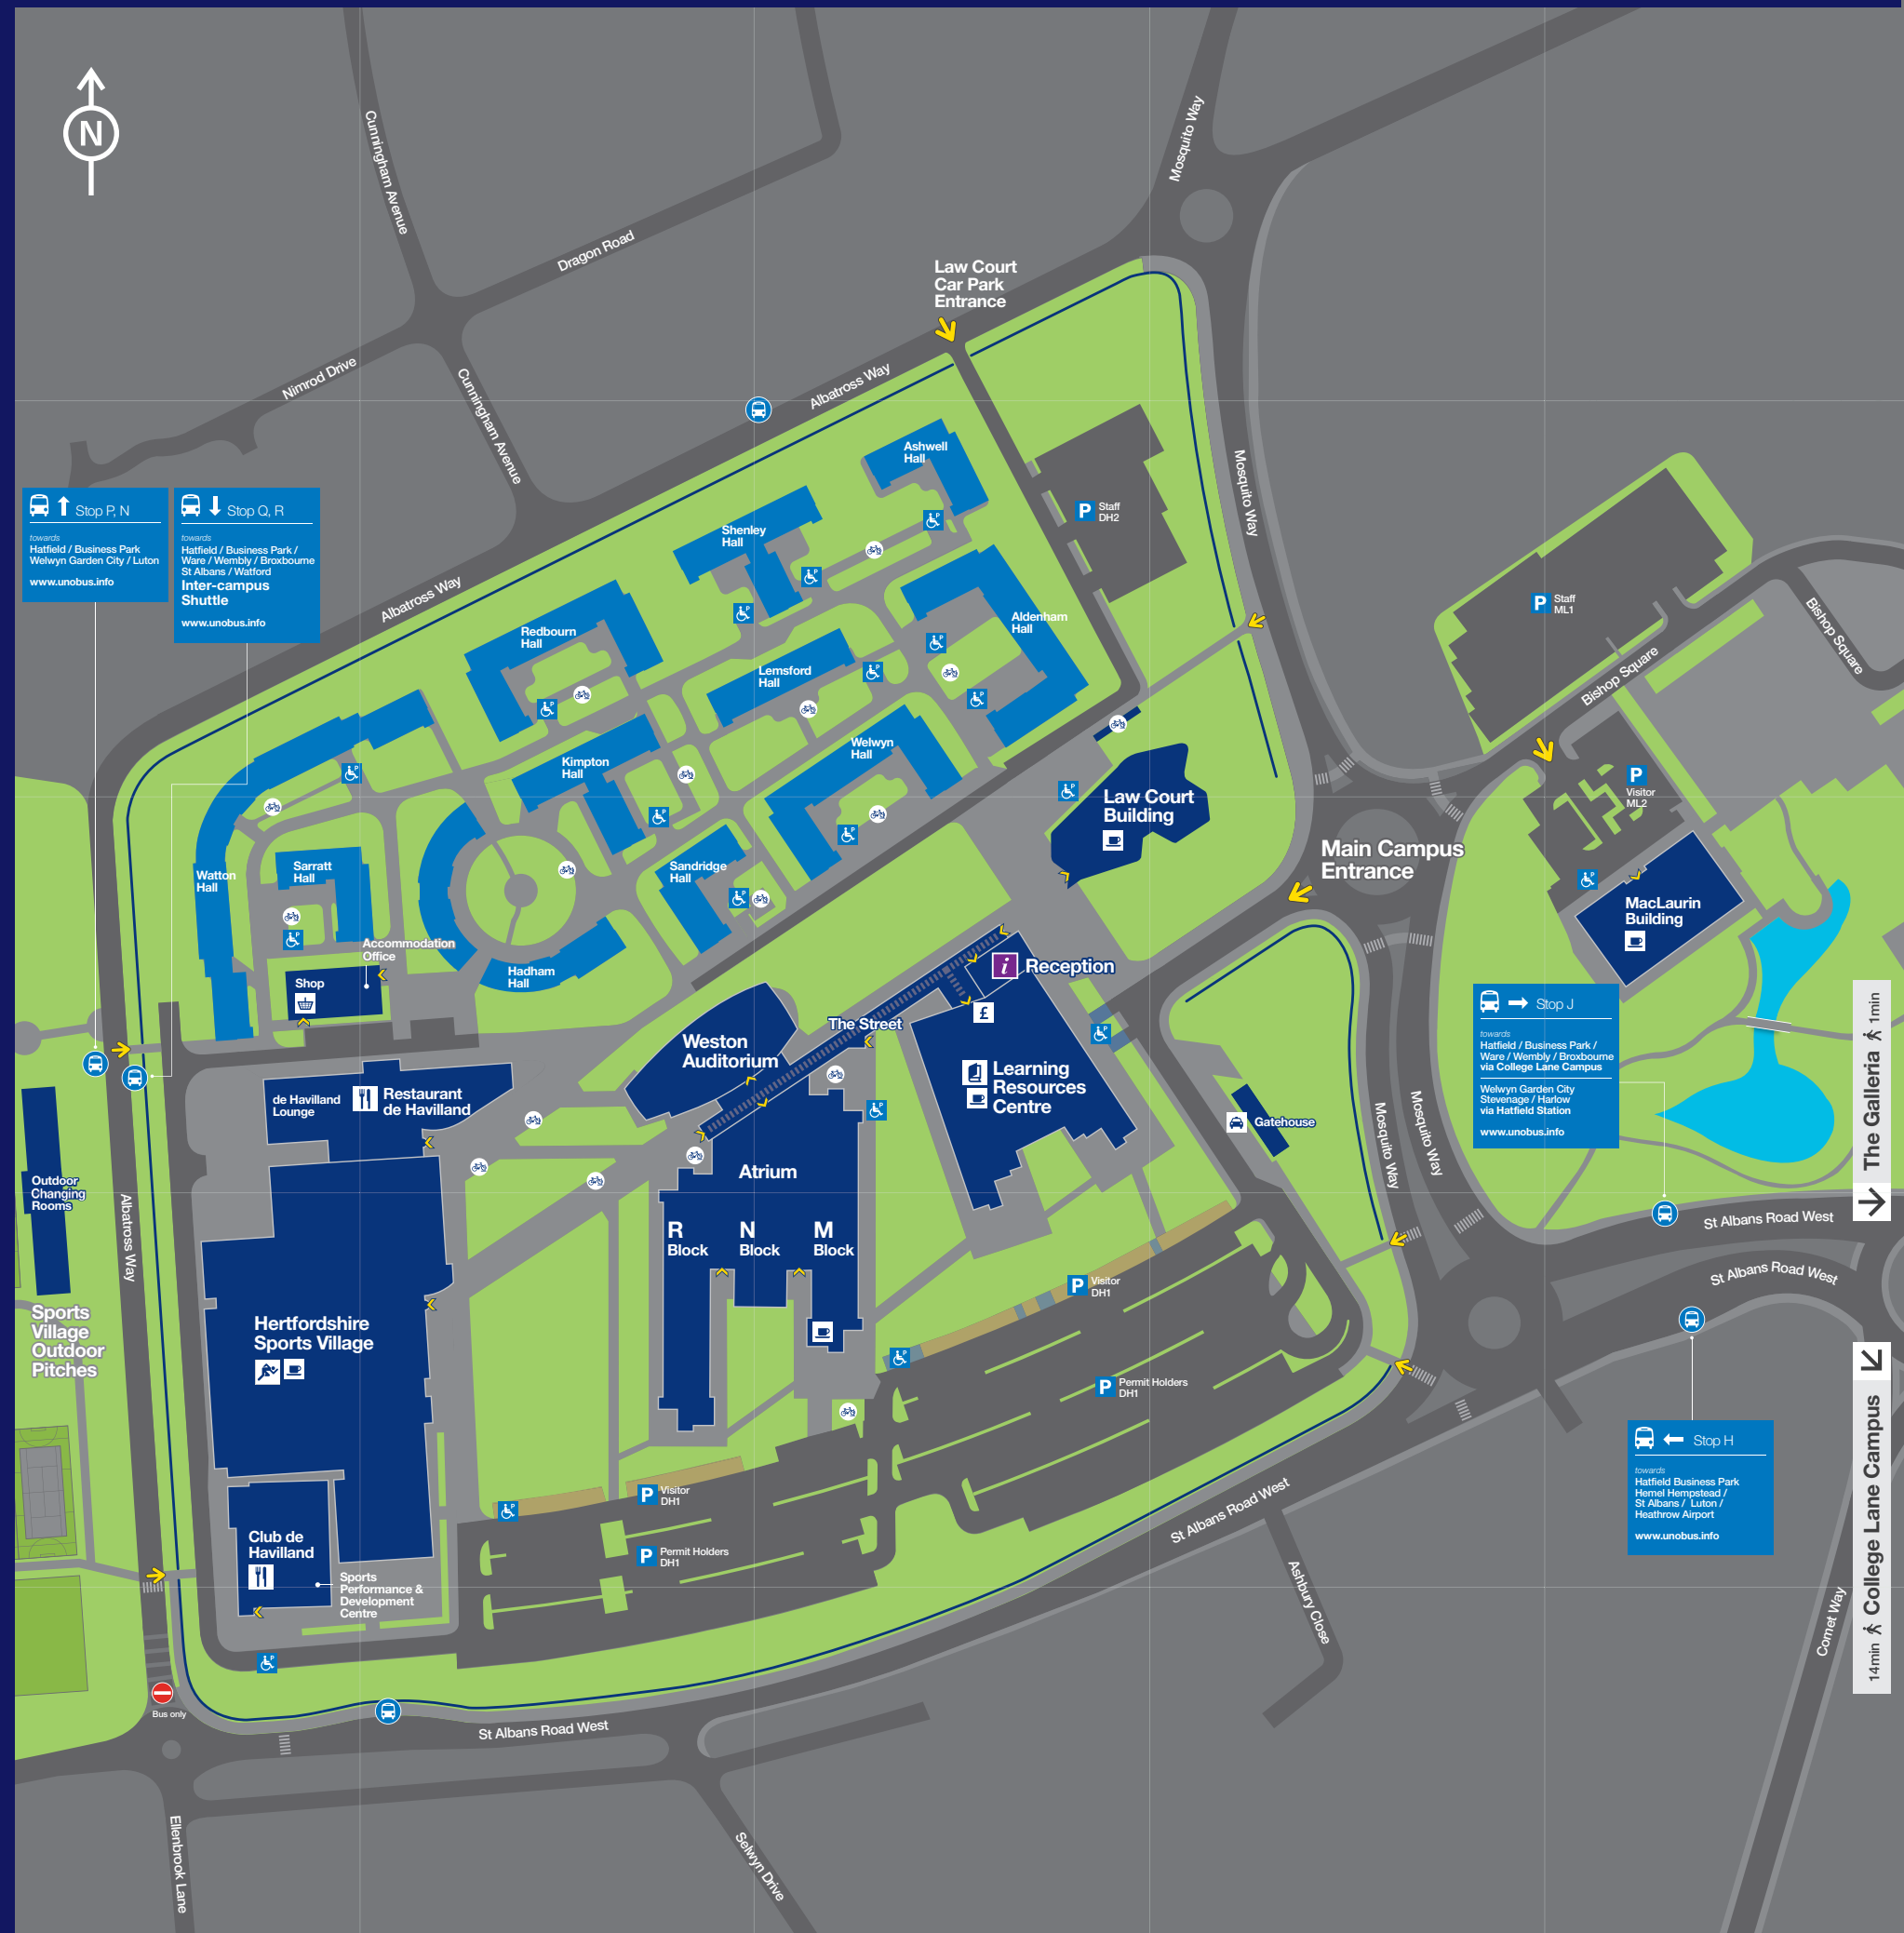 N
Cunningham Avenue
Mosquito Way
Dragon Road
Law Court
Car Park
Entrance
Nimrod Drive
Cunningham Avenue
Albatross Way
Mosquito Way
Ashwell
Hall
Stop P, N
towards
Hatfield / Business Park
Welwyn Garden City / Luton
www.unobus.info
Stop Q, R
towards
Hatfield / Business Park /
Ware / Wembly / Broxbourne
St Albans / Watford
Inter-campus
Shuttle
www.unobus.info
Shenley
Hall
P Staff
DH2
Albatross Way
Redbourn
Hall
Aldenham
Hall
P Staff
ML1
Bishop Square
Bishop Square
Lemsford
Hall
Welwyn
Hall
Kimpton
Hall
P
Visitor
ML2
Law Court
Building
Main Campus
Entrance
Watton
Hall
Sarratt
Hall
Sandridge
Hall
MacLaurin
Building
Accommodation
Office
Hadham
Hall
Shop
i Reception
£
The Street
Weston
Auditorium
Learning
Resources
Centre
Stop J
towards
Hatfield / Business Park /
Ware / Wembly / Broxbourne
via College Lane Campus
Welwyn Garden City
Stevenage / Harlow
via Hatfield Station
www.unobus.info
The Galleria 1min
de Havilland
Lounge
Restaurant
de Havilland
Gatehouse
Mosquito Way
Mosquito Way
Outdoor
Changing
Rooms
Atrium
Albatross Way
R
Block
N
Block
M
Block
St Albans Road West
St Albans Road West
P Visitor
DH1
Sports
Village
Outdoor
Pitches
Hertfordshire
Sports Village
P Permit Holders
DH1
Stop H
towards
Hatfield Business Park
Hemel Hempstead /
St Albans / Luton /
Heathrow Airport
www.unobus.info
14min College Lane Campus
P Visitor
DH1
St Albans Road West
Club de
Havilland
P Permit Holders
DH1
Sports
Performance &
Development
Centre
Ashbury Close
Comet Way
Bus only
St Albans Road West
Ellenbrook Lane
Selwyn Drive